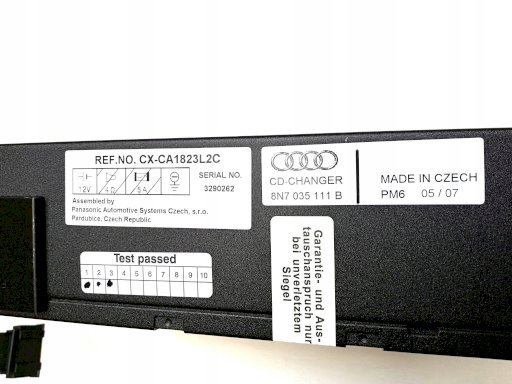 REF.NO. CX-CA1823L2C
12V 4Ω 5A
SERIAL NO.
3290262
Assembled by
Panasonic Automotive Systems Czech, s.r.o.
Pardubice, Czech Republic
Test passed
1 2 3 4 5 6 7 8 9 10
CD-CHANGER
8N7 035 111 B
MADE IN CZECH
PM6 05 / 07
Garantie- und Aus-
tauschanspruch nur
bei unverletztem
Siegel